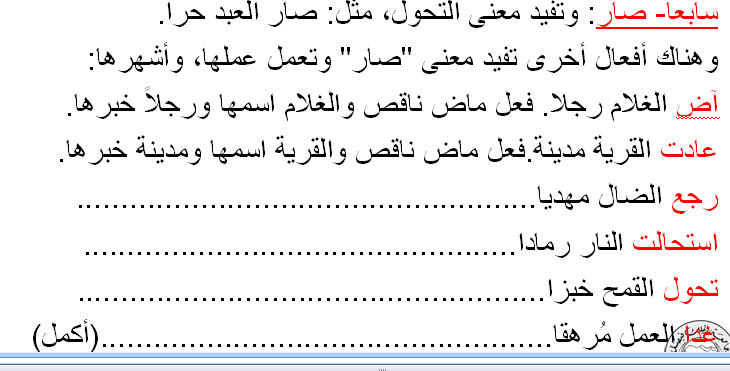 سابعا- صار: وتفيد معنى التحول، مثل: صار العبد حرا.
وهناك أفعال أخرى تفيد معنى "صار" وتعمل عملها، وأشهرها:
آض الغلام رجلا. فعل ماض ناقص والغلام اسمها ورجلاً خبرها.
عادت القرية مدينة.فعل ماض ناقص والقرية اسمها ومدينة خبرها.
رجع الضال مهديا.....................................................
استحالت النار رمادا..................................................
تحول القمح خبزا......................................................
غدا العمل مُرهقا....................................................(أكمل)